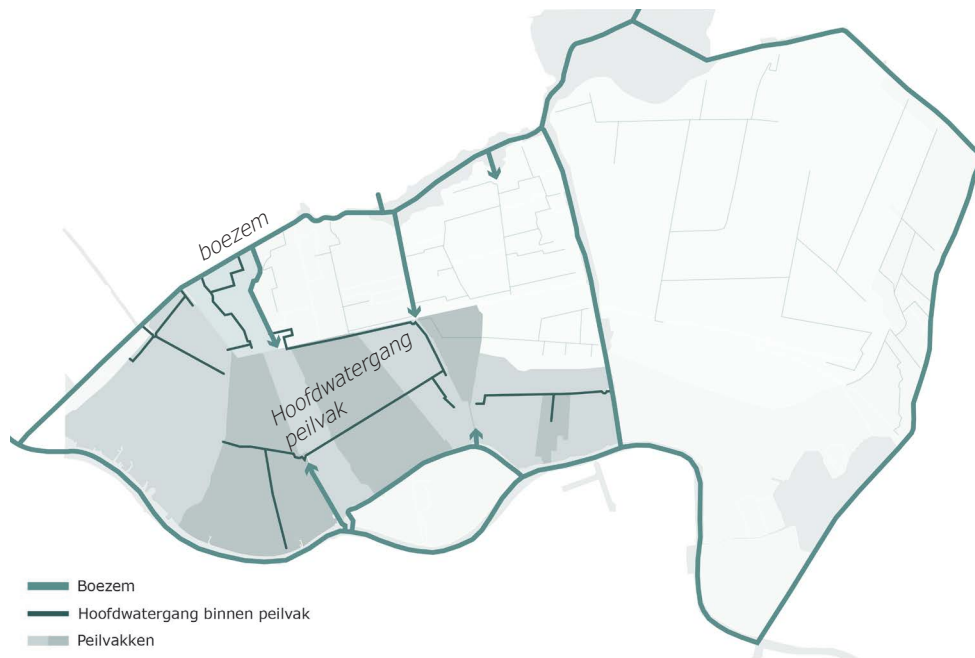 boezem
Hoofdwatergang
peilvak
Boezem
Hoofdwatergang binnen peilvak
Peilvakken